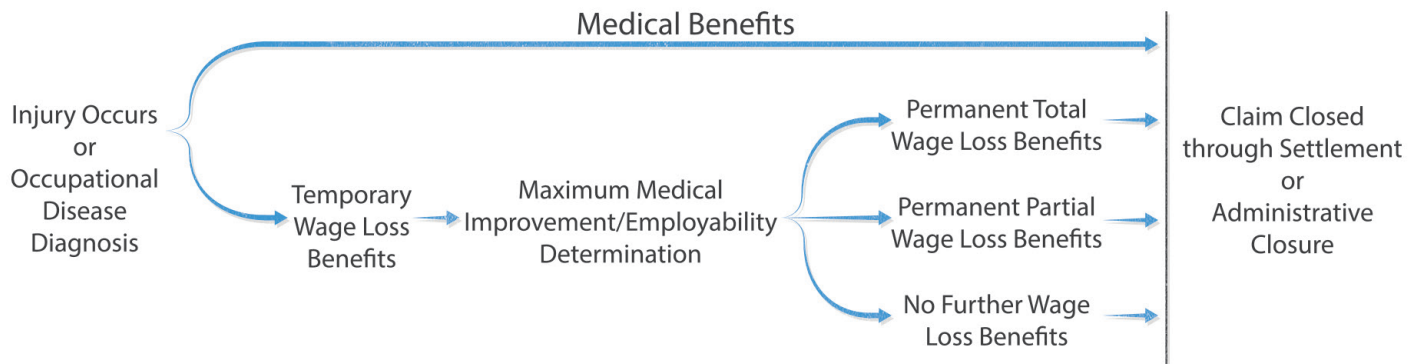 Medical Benefits
Injury Occurs
or
Occupational
Disease
Diagnosis
Temporary
Wage Loss
Benefits
Maximum Medical
Improvement/Employability
Determination
Permanent Total
Wage Loss Benefits
Permanent Partial
Wage Loss Benefits
No Further Wage
Loss Benefits
Claim Closed
through Settlement
or
Administrative
Closure